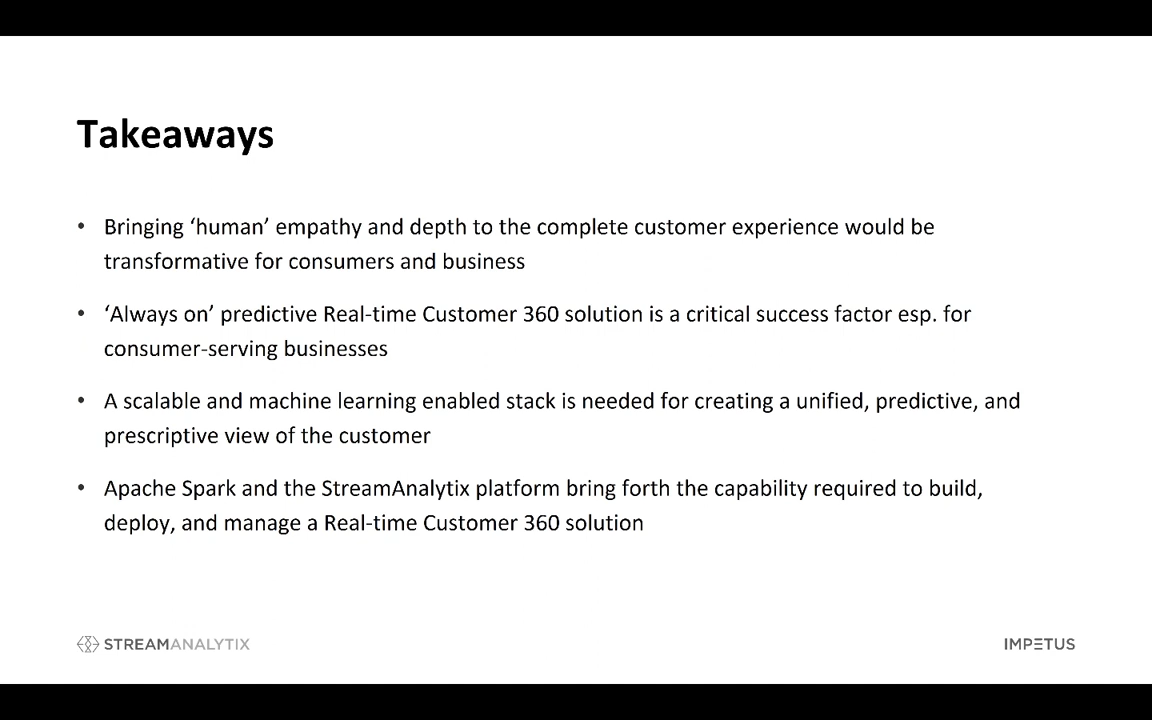 Takeaways
• Bringing ‘human’ empathy and depth to the complete customer experience would be
transformative for consumers and business
• ‘Always on’ predictive Real-time Customer 360 solution is a critical success factor esp. for
consumer-serving businesses
• A scalable and machine learning enabled stack is needed for creating a unified, predictive, and
prescriptive view of the customer
• Apache Spark and the StreamAnalytix platform bring forth the capability required to build,
deploy, and manage a Real-time Customer 360 solution
STREAMANALYTIX
IMPETUS